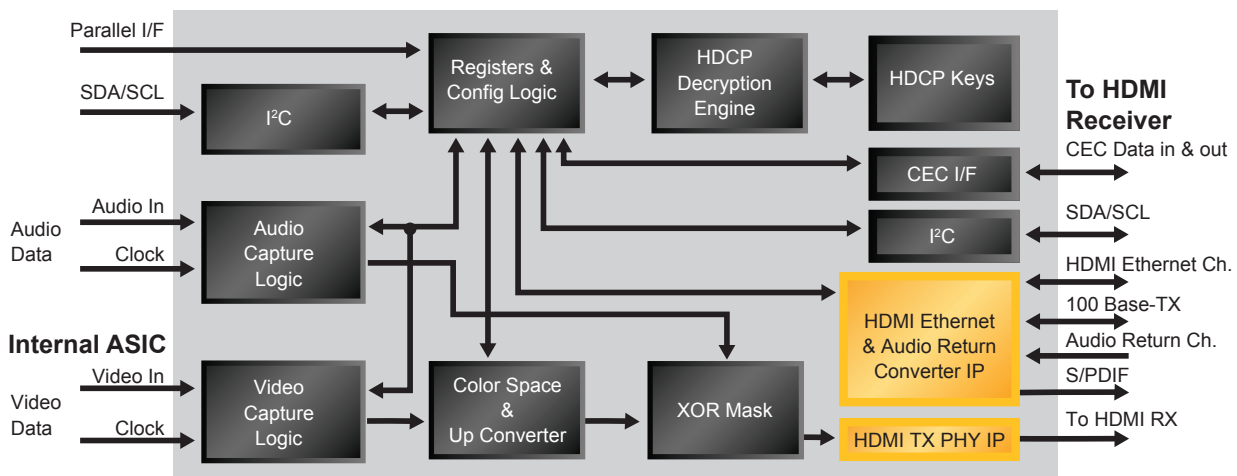 Parallel I/F
SDA/SCL
I²C
Registers &
Config Logic
HDCP
Decryption
Engine
HDCP Keys
To HDMI
Receiver
CEC I/F
CEC Data in & out
I²C
SDA/SCL
Audio
Data
Audio In
Clock
Audio
Capture
Logic
HDMI Ethernet
& Audio Return
Converter IP
HDMI Ethernet Ch.
100 Base-TX
Audio Return Ch.
S/PDIF
Internal ASIC
Video
Data
Video In
Clock
Video
Capture
Logic
Color Space
&
Up Converter
XOR Mask
HDMI TX PHY IP
To HDMI RX